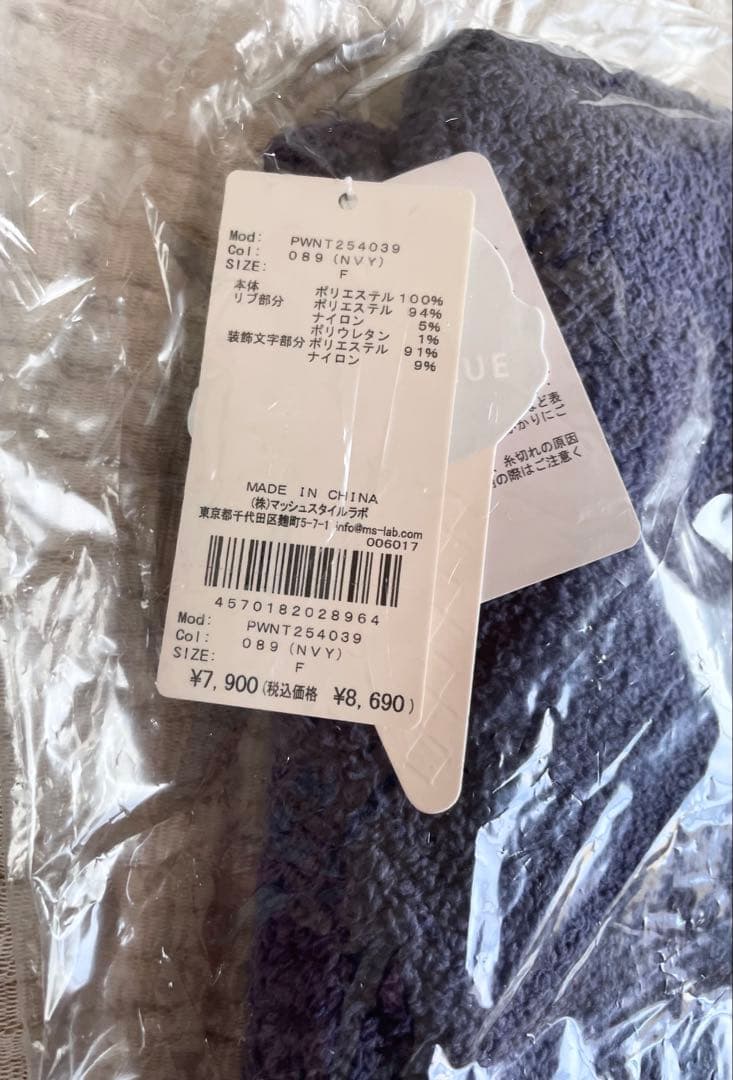 Mod: PWNT254039
Col: 089 (NVY)
SIZE: F
本体 ポリエステル 100%
リブ部分 ポリエステル 94%
ナイロン 5%
ポリウレタン 1%
装飾文字部分 ポリエステル 91%
ナイロン 9%
MADE IN CHINA
(株)マッシュスタイルラボ
東京都千代田区麹町5-7-1 info@ms-lab.com
006017
4570182028964
Mod: PWNT254039
Col: 089 (NVY)
SIZE: F
¥7,900 (税込価格 ¥8,690)
UE
ど表
かりにご
、糸切れの原因
の際はご注意く